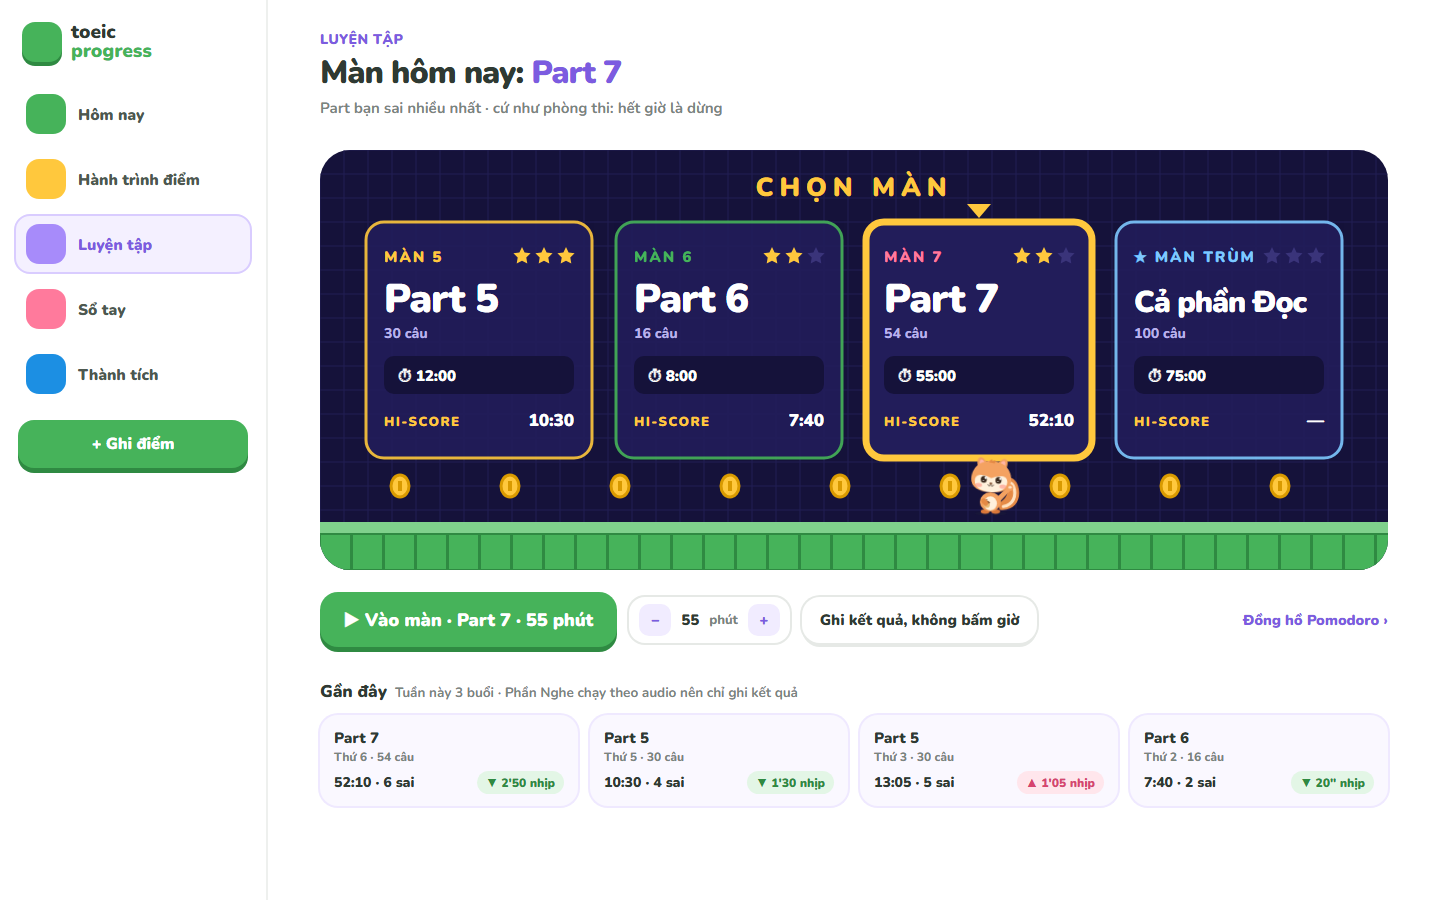 toeic
progress
Hôm nay
Hành trình điểm
Luyện tập
Sổ tay
Thành tích
+ Ghi điểm
LUYỆN TẬP
Màn hôm nay: Part 7
Part bạn sai nhiều nhất · cứ như phòng thi: hết giờ là dừng
CHỌN MÀN
MÀN 5
Part 5
30 câu
⏱ 12:00
HI-SCORE 10:30
MÀN 6
Part 6
16 câu
⏱ 8:00
HI-SCORE 7:40
MÀN 7
Part 7
54 câu
⏱ 55:00
HI-SCORE 52:10
★ MÀN TRÙM
Cả phần Đọc
100 câu
⏱ 75:00
HI-SCORE —
▶ Vào màn · Part 7 · 55 phút
− 55 phút +
Ghi kết quả, không bấm giờ
Đồng hồ Pomodoro ›
Gần đây Tuần này 3 buổi · Phần Nghe chạy theo audio nên chỉ ghi kết quả
Part 7
Thứ 6 · 54 câu
52:10 · 6 sai ▼ 2'50 nhịp
Part 5
Thứ 5 · 30 câu
10:30 · 4 sai ▼ 1'30 nhịp
Part 5
Thứ 3 · 30 câu
13:05 · 5 sai ▲ 1'05 nhịp
Part 6
Thứ 2 · 16 câu
7:40 · 2 sai ▼ 20" nhịp